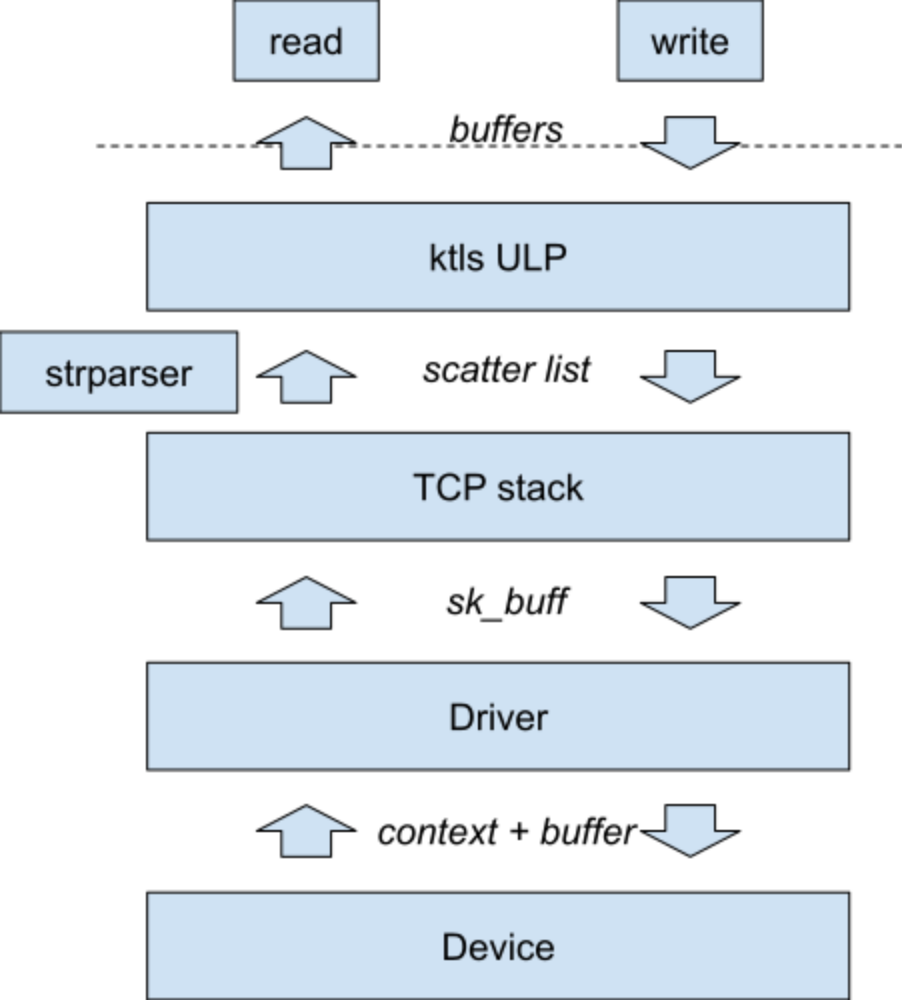 read
write
buffers
ktls ULP
strparser
scatter list
TCP stack
sk_buff
Driver
context + buffer
Device